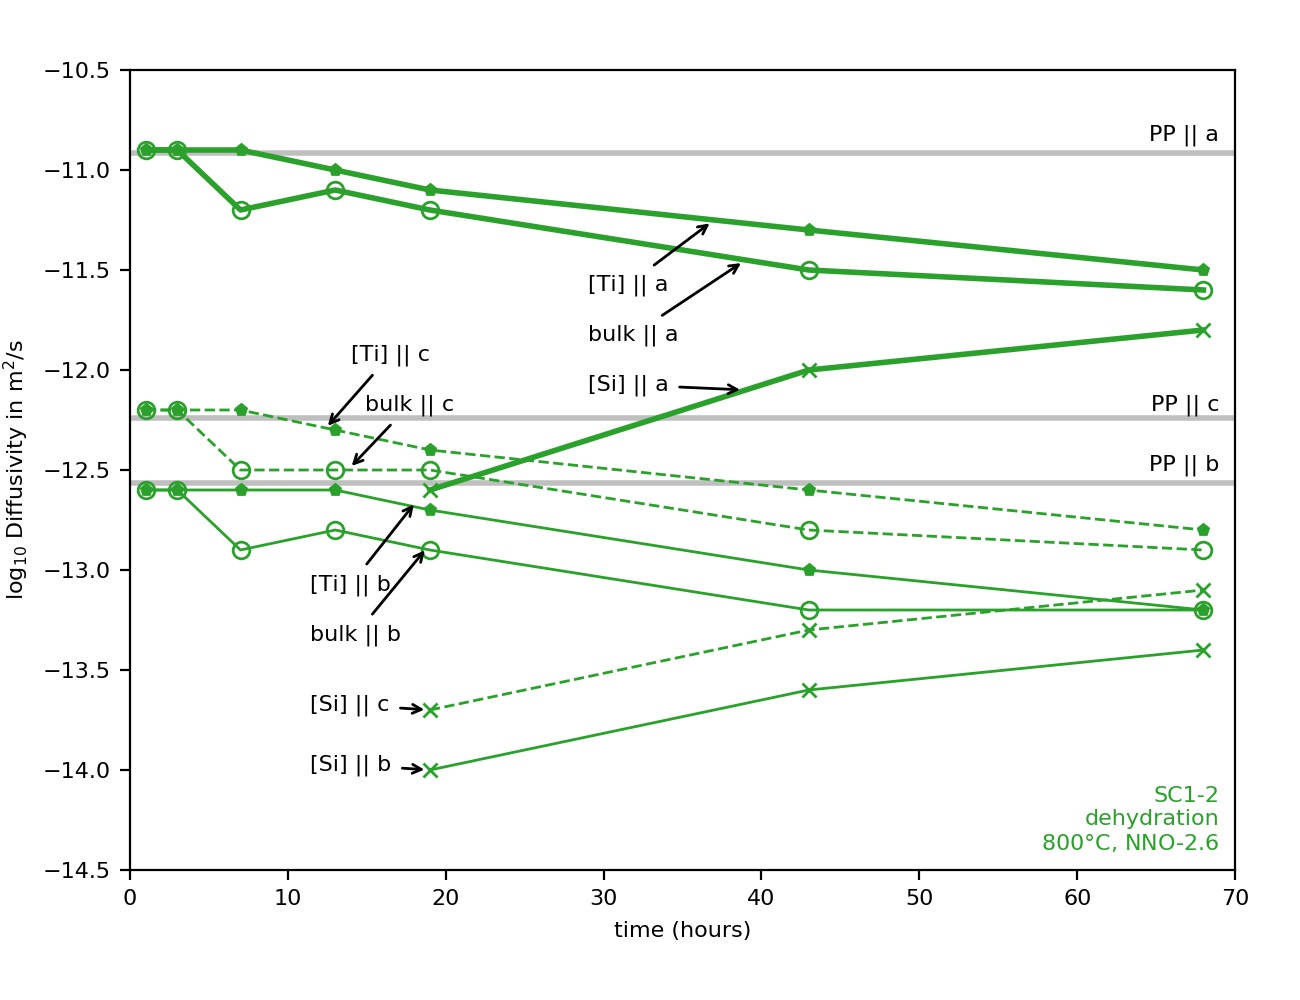 −10.5
−11.0
−11.5
−12.0
−12.5
−13.0
−13.5
−14.0
−14.5
log₁₀ Diffusivity in m²/s
PP || a
[Ti] || a
bulk || a
[Ti] || c
[Si] || a
bulk || c
PP || c
PP || b
[Ti] || b
bulk || b
[Si] || c
[Si] || b
SC1-2
dehydration
800°C, NNO-2.6
0 10 20 30 40 50 60 70
time (hours)